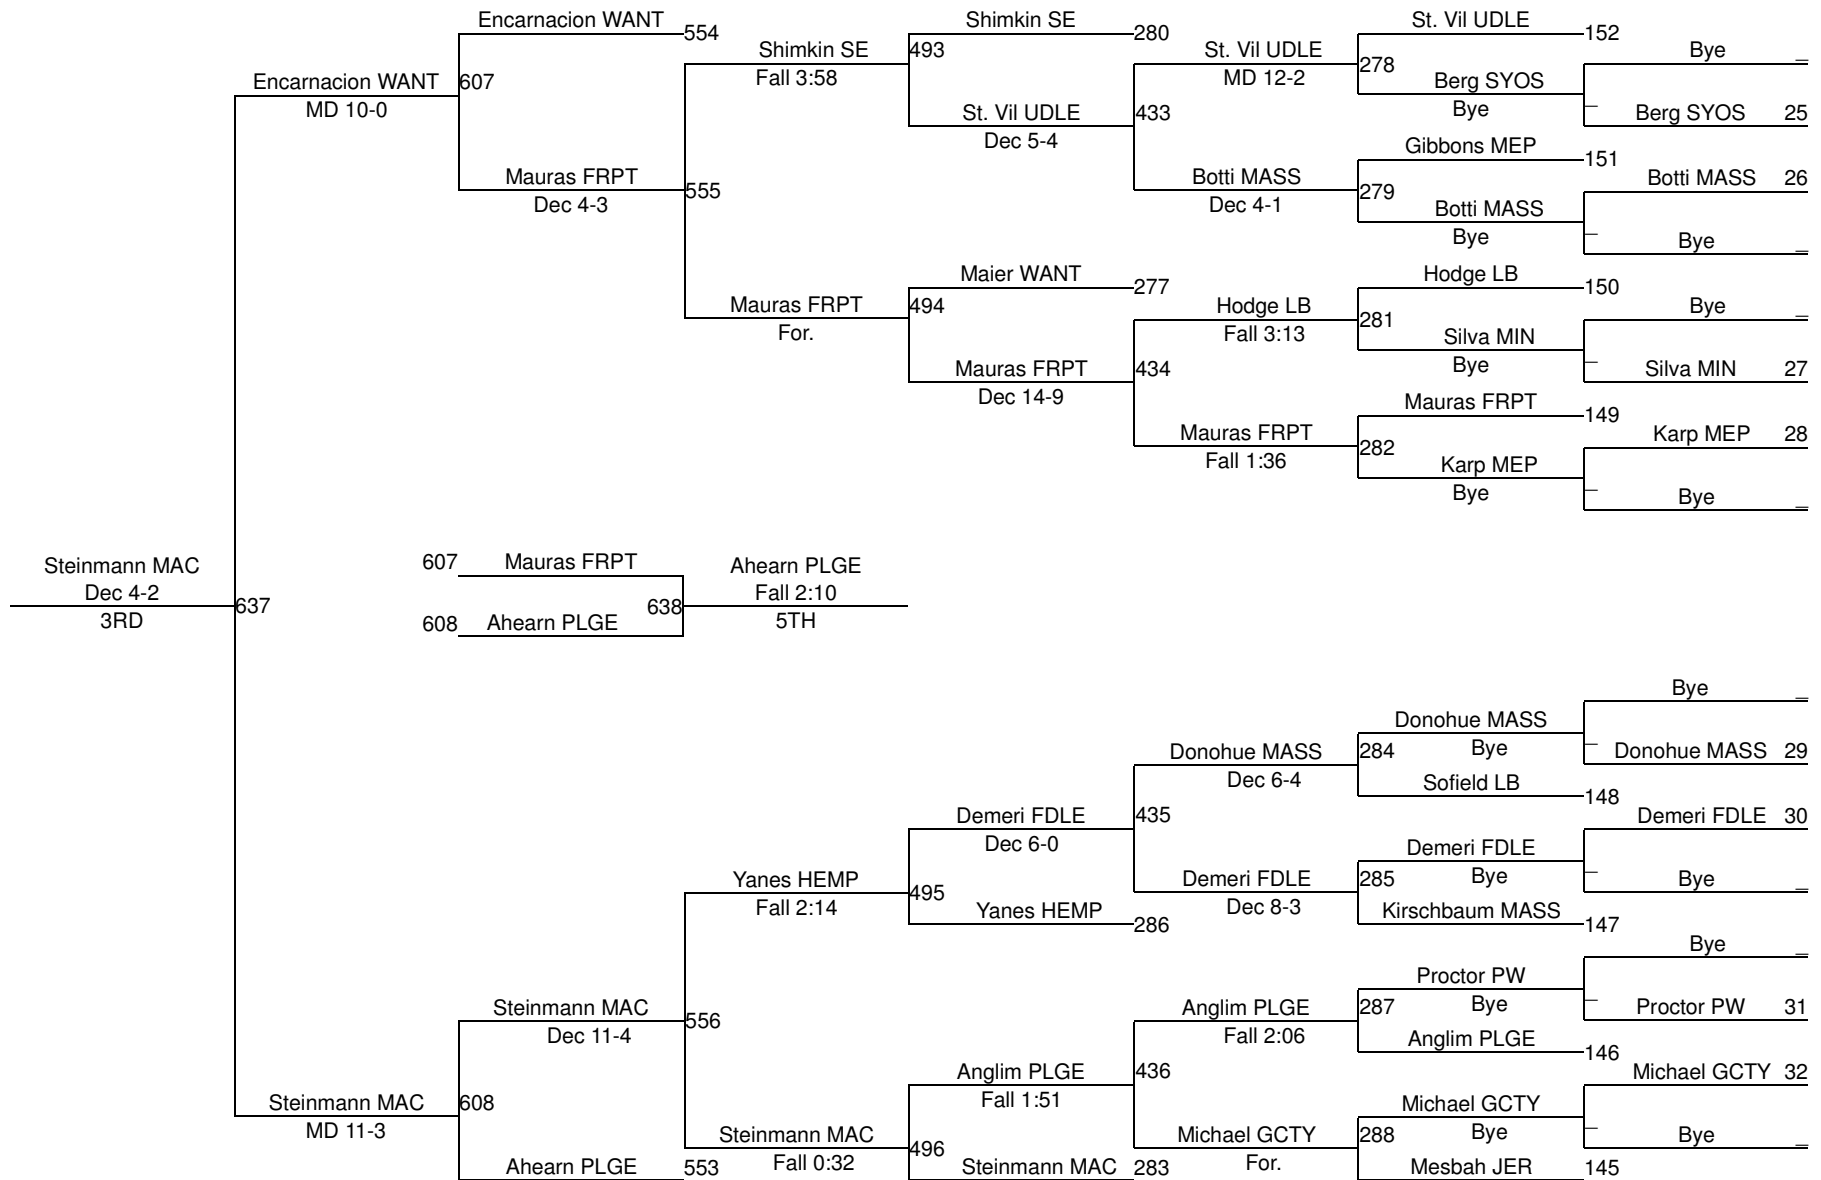 Encarnacion WANT
554
Shimkin SE
280
St. Vil UDLE
152
Shimkin SE
Fall 3:58
493
St. Vil UDLE
MD 12-2
278
Bye _
Encarnacion WANT
MD 10-0
607
Berg SYOS
Bye
_
Berg SYOS 25
St. Vil UDLE
Dec 5-4
433
Gibbons MEP
151
Mauras FRPT
Dec 4-3
555
Botti MASS
Dec 4-1
279
Botti MASS 26
Botti MASS
Bye
_
Bye _
Maier WANT
277
Hodge LB
150
Mauras FRPT
For.
494
Hodge LB
Fall 3:13
281
Bye _
Silva MIN
Bye
_
Silva MIN 27
Mauras FRPT
Dec 14-9
434
Mauras FRPT
149
Mauras FRPT
Fall 1:36
282
Karp MEP 28
Karp MEP
Bye
_
Bye _
Steinmann MAC
Dec 4-2
3RD
637
607 Mauras FRPT
608 Ahearn PLGE
638
Ahearn PLGE
Fall 2:10
5TH
Bye _
Donohue MASS
Bye
_
Donohue MASS 29
Donohue MASS
Dec 6-4
284
Sofield LB
148
Demeri FDLE
Dec 6-0
435
Demeri FDLE 30
Demeri FDLE
Bye
_
Bye _
Yanes HEMP
Fall 2:14
495
Demeri FDLE
Dec 8-3
285
Yanes HEMP
286
Kirschbaum MASS
147
Bye _
Proctor PW
Bye
_
Proctor PW 31
Steinmann MAC
Dec 11-4
556
Anglim PLGE
Fall 2:06
287
Anglim PLGE
146
Anglim PLGE
Fall 1:51
436
Michael GCTY 32
Steinmann MAC
MD 11-3
608
Michael GCTY
Bye
_
Bye _
Steinmann MAC
Fall 0:32
496
Michael GCTY
For.
288
Ahearn PLGE
553
Steinmann MAC
283
Mesbah JER
145